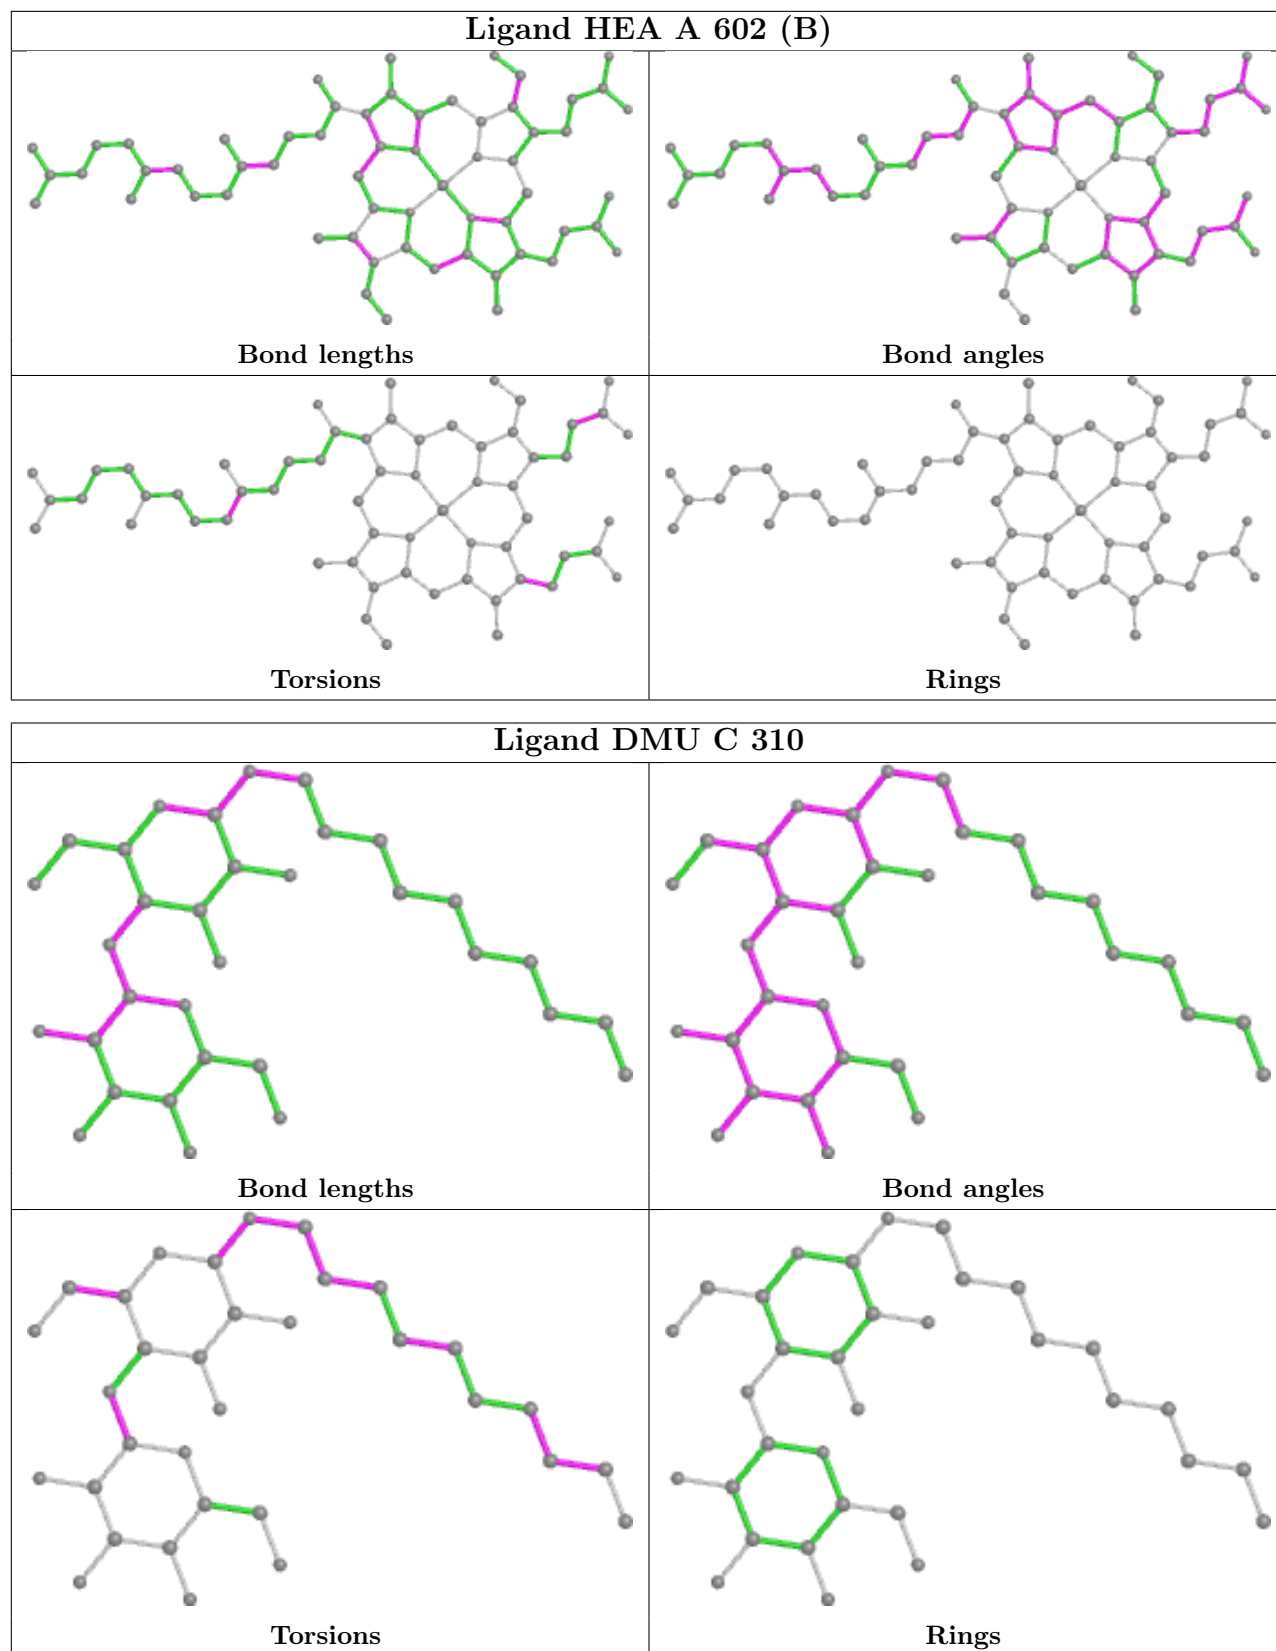 Ligand HEA A 602 (B)
Bond lengths
Bond angles
Torsions
Rings
Ligand DMU C 310
Bond lengths
Bond angles
Torsions
Rings